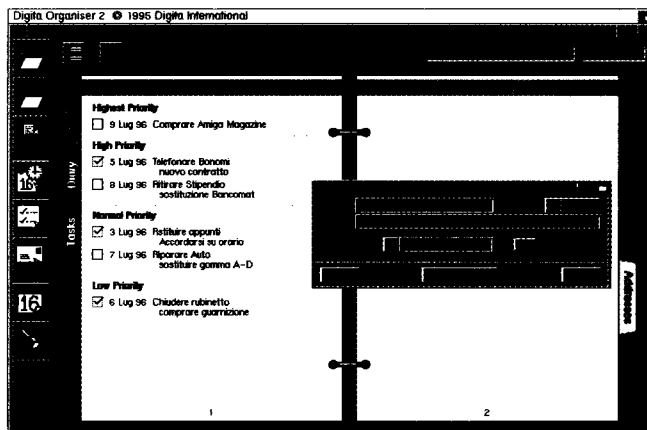 Digita Organiser 2 © 1995 Digita International
Highest Priority
9 Lug 96 Comprare Amiga Magazine
High Priority
5 Lug 96 Telefonare Bonomi
nuovo contratto
8 Lug 96 Ritirare Stipendio
sostituzione Bancomat
Normal Priority
3 Lug 96 Rstituire appunti
Accordarsi su orario
7 Lug 96 Riparare Auto
sostituire gomma A-D
Low Priority
6 Lug 96 Chiudere rubinetto
comprare guarnizione
Diary
Tasks
Addresses
16
16
1
2